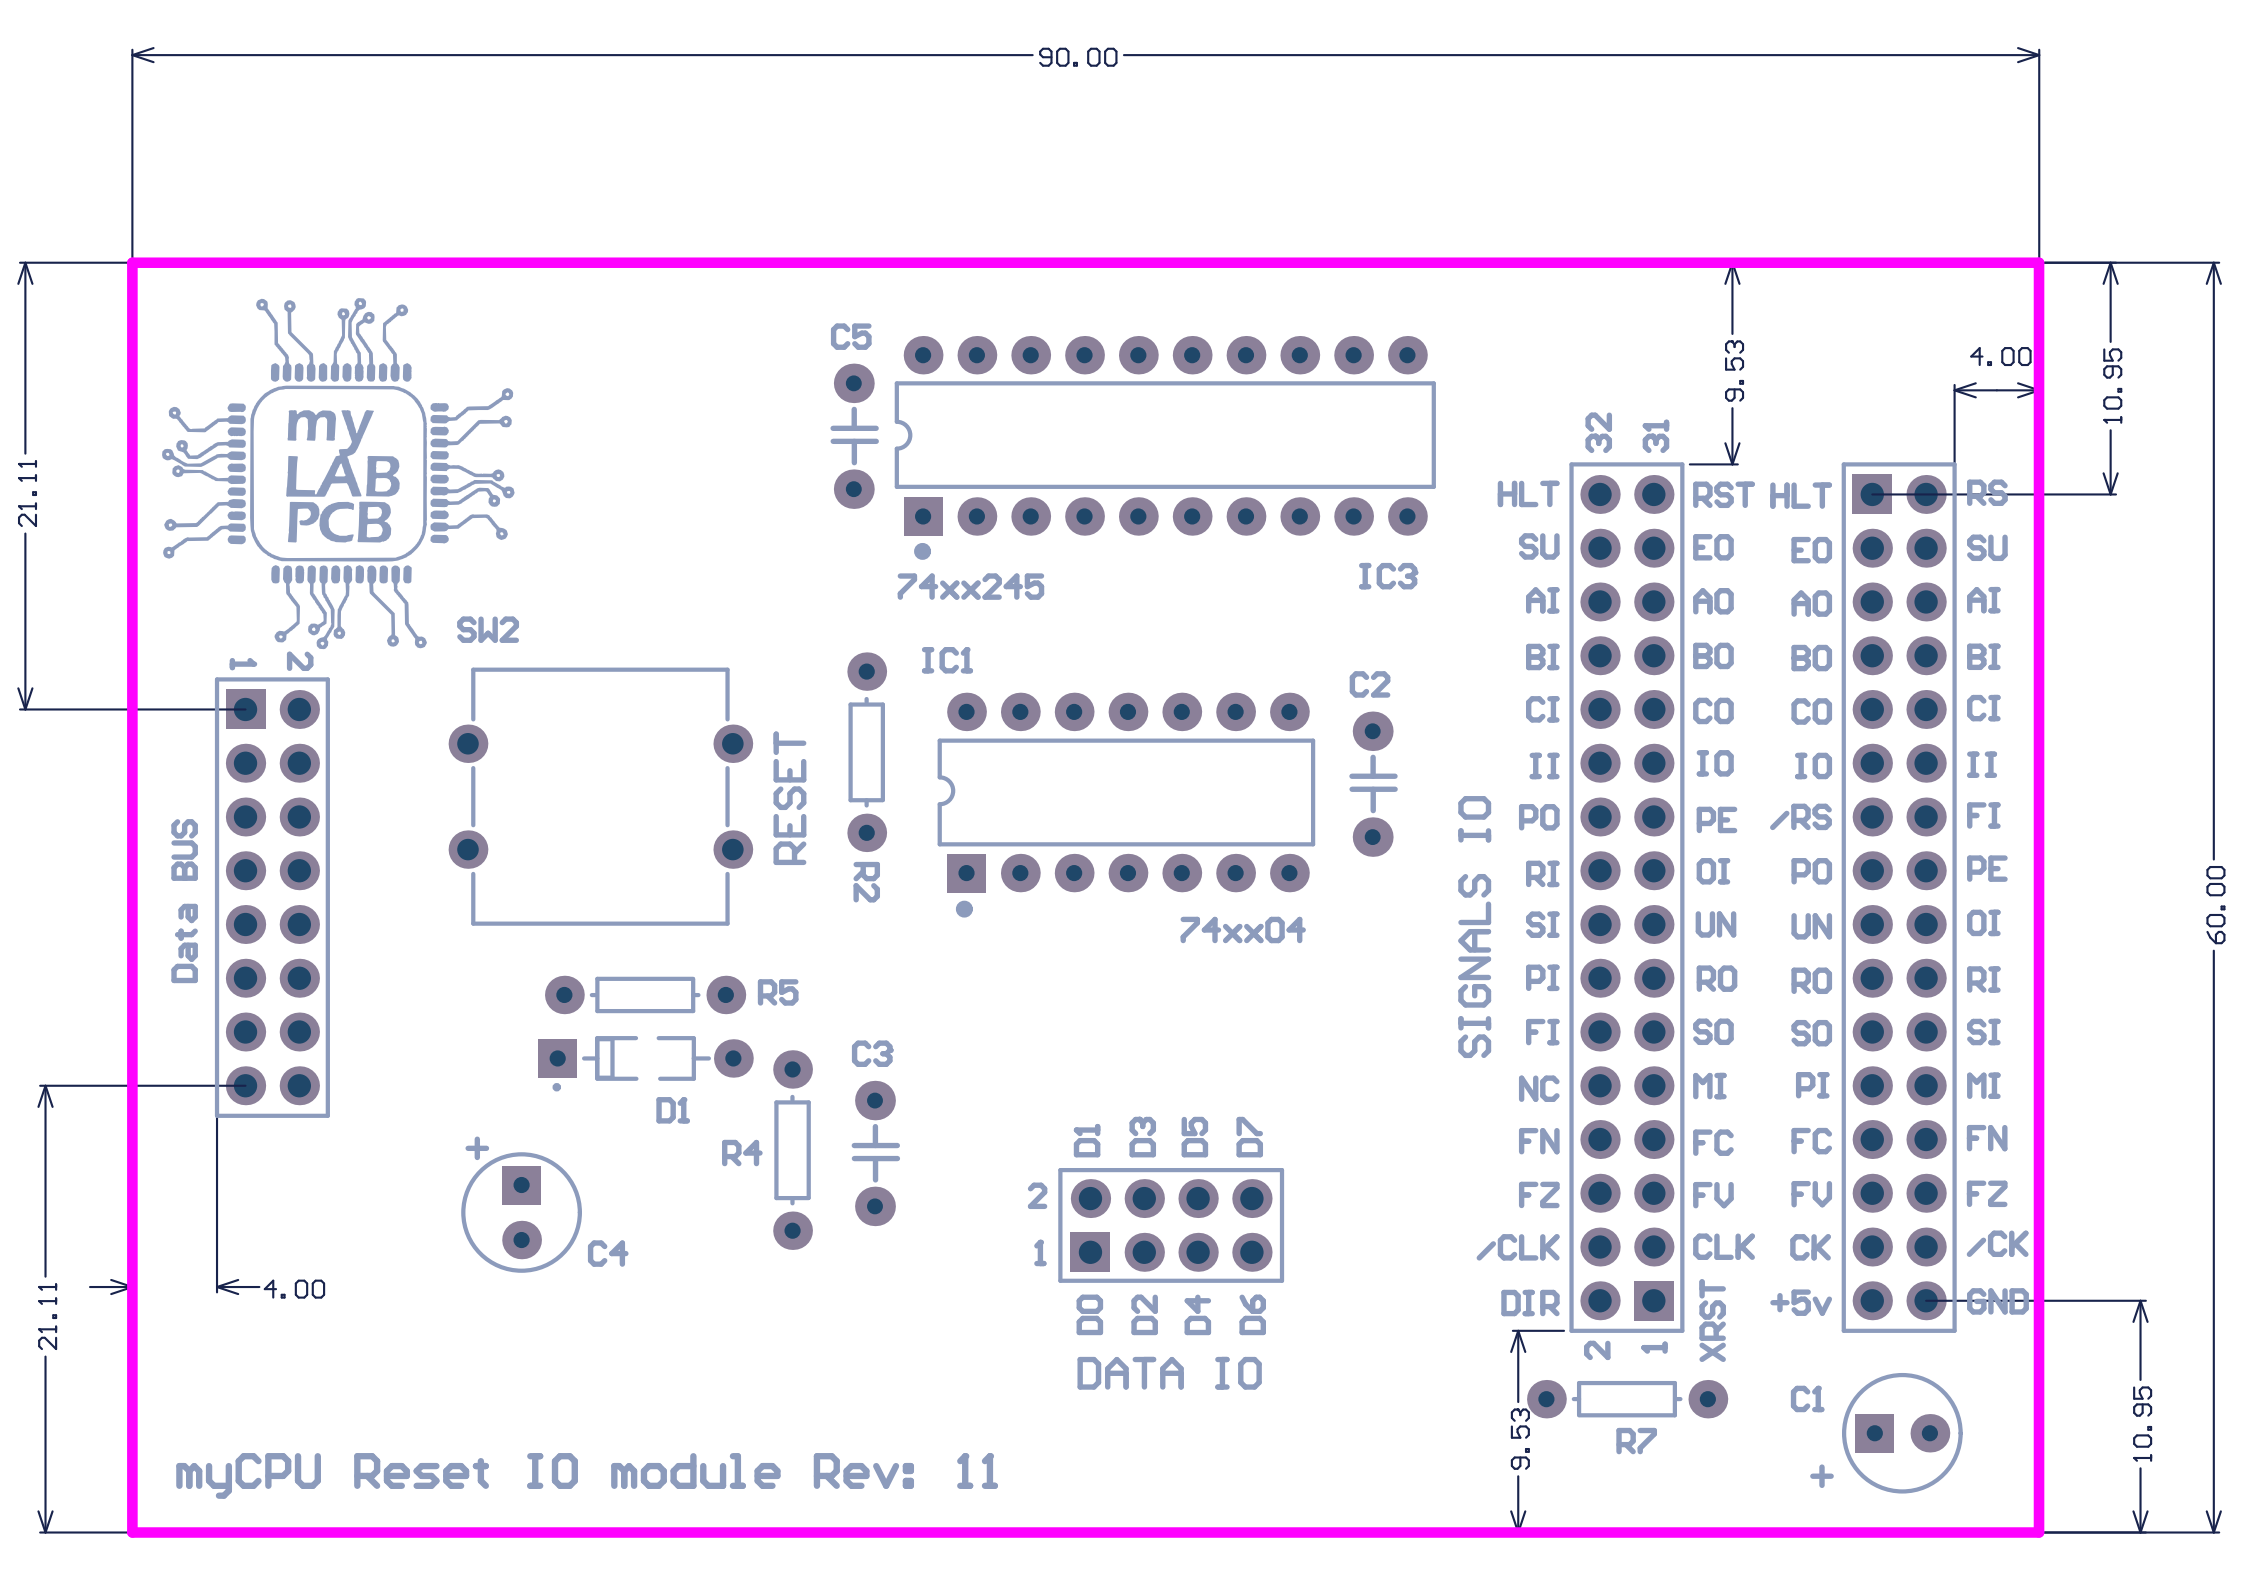 90.00
21.11
9.53
10.95
4.00
60.00
my
LAB
PCB
C5
74xx245
IC3
SW2
1 2
Data BUS
RESET
R2
IC1
C2
74xx04
R5
D1
C3
R4
+
C4
4.00
21.11
D1 D3 D5 D7
2
1
D0 D2 D4 D6
DATA IO
SIGNALS IO
32 31
HLT RST HLT RS
SU EO EO SU
AI AO AO AI
BI BO BO BI
CI CO CO CI
II IO IO II
PO PE /RS FI
RI OI PO PE
SI UN UN OI
PI RO RO RI
FI SO SO SI
NC MI PI MI
FN FC FC FN
FZ FV FV FZ
/CLK CLK CK /CK
DIR XRST +5v GND
2 1
9.53
R7
C1
+
10.95
myCPU Reset IO module Rev: 11